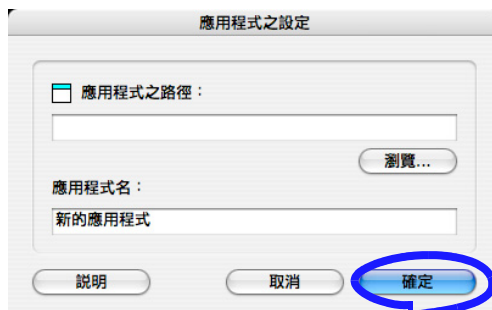 應用程式之設定
應用程式之路徑：
瀏覽...
應用程式名：
新的應用程式
說明
取消
確定